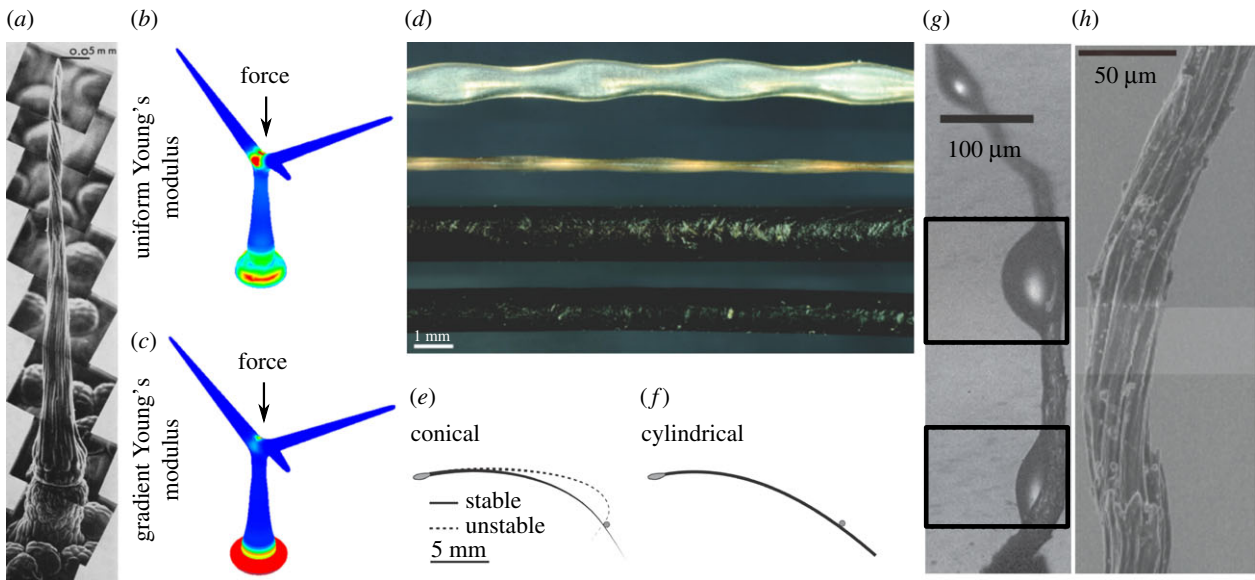 (a)
0.05 mm
(b)
uniform Young's
modulus
force
(c)
gradient Young's
modulus
force
(d)
1 mm
(e)
conical
stable
unstable
5 mm
(f)
cylindrical
(g)
100 μm
(h)
50 μm